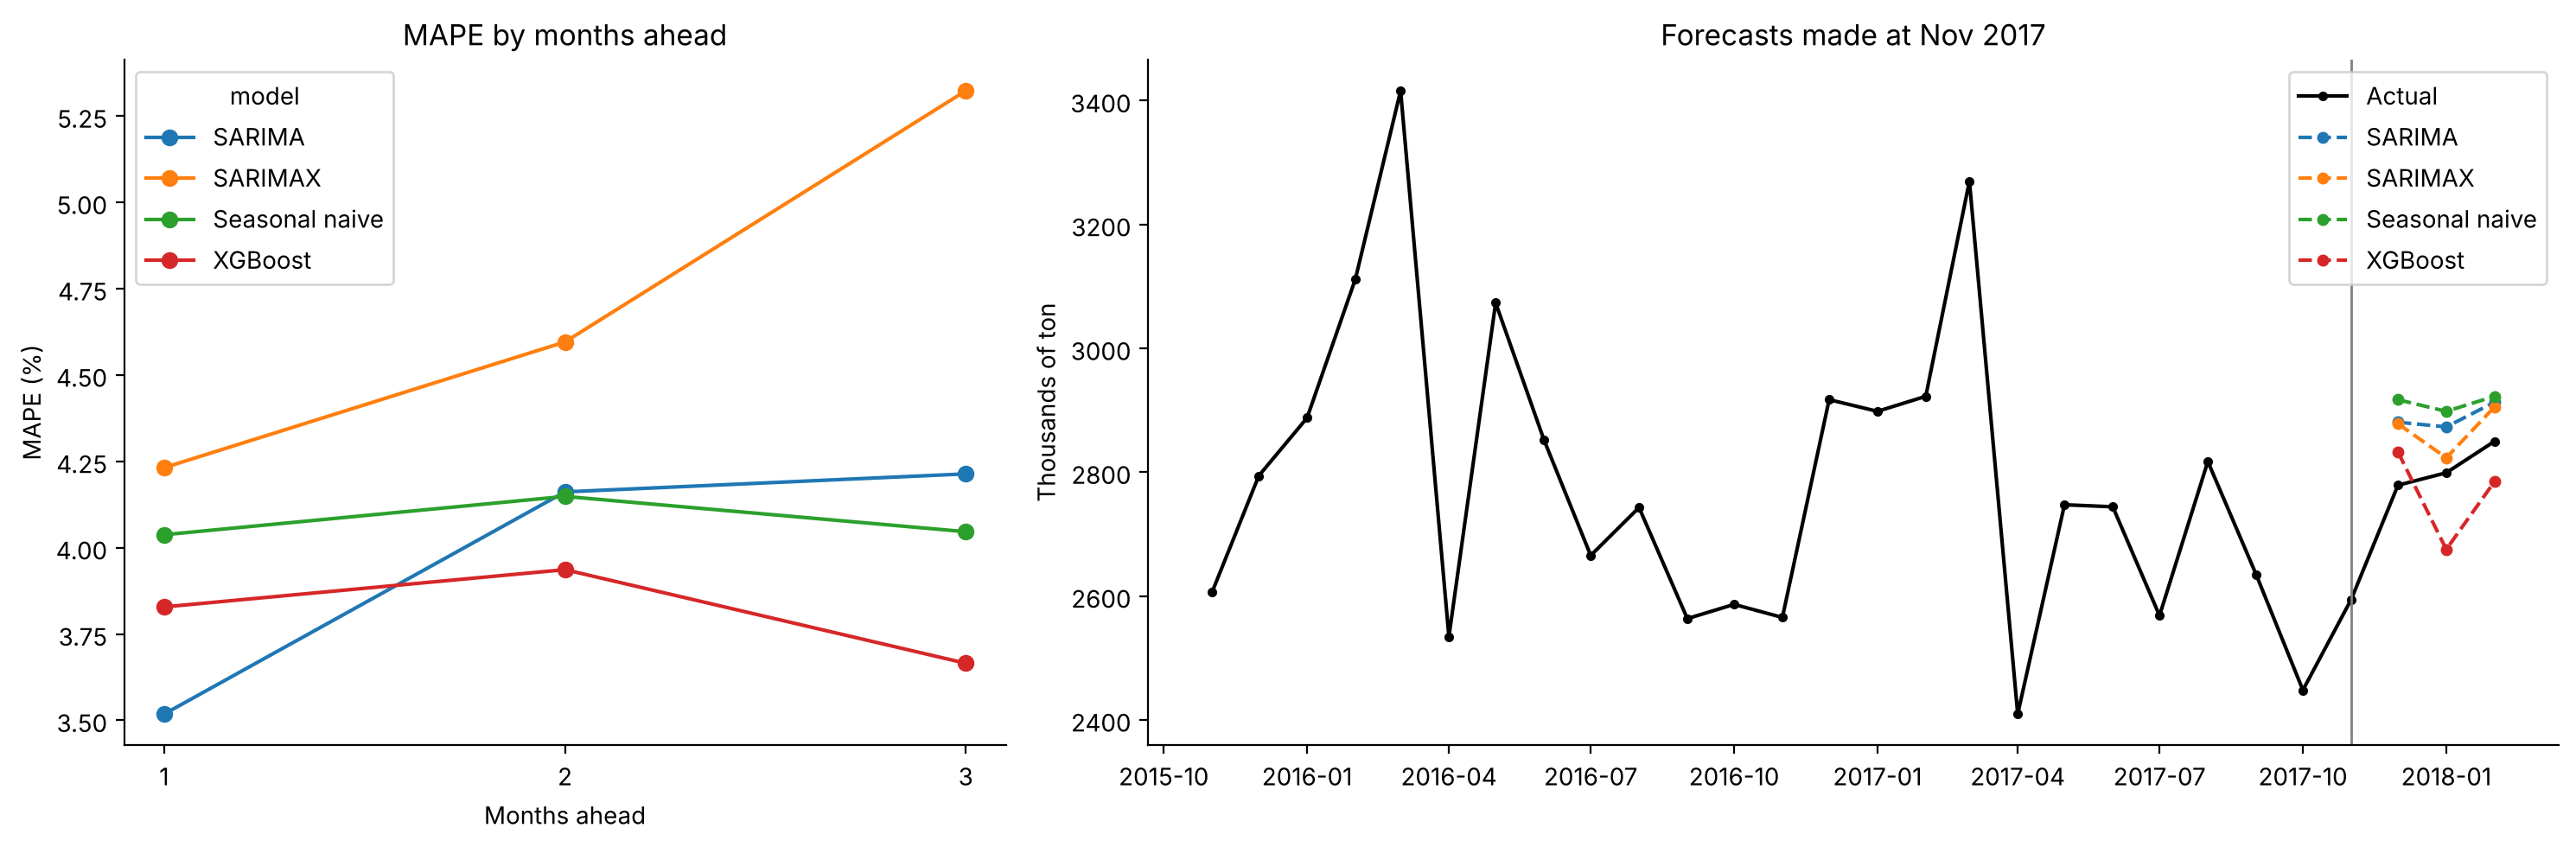 MAPE by months ahead
model
SARIMA
SARIMAX
Seasonal naive
XGBoost
5.25
5.00
4.75
4.50
4.25
4.00
3.75
3.50
MAPE (%)
1 2 3
Months ahead
Forecasts made at Nov 2017
Actual
SARIMA
SARIMAX
Seasonal naive
XGBoost
3400
3200
3000
2800
2600
2400
Thousands of ton
2015-10 2016-01 2016-04 2016-07 2016-10 2017-01 2017-04 2017-07 2017-10 2018-01